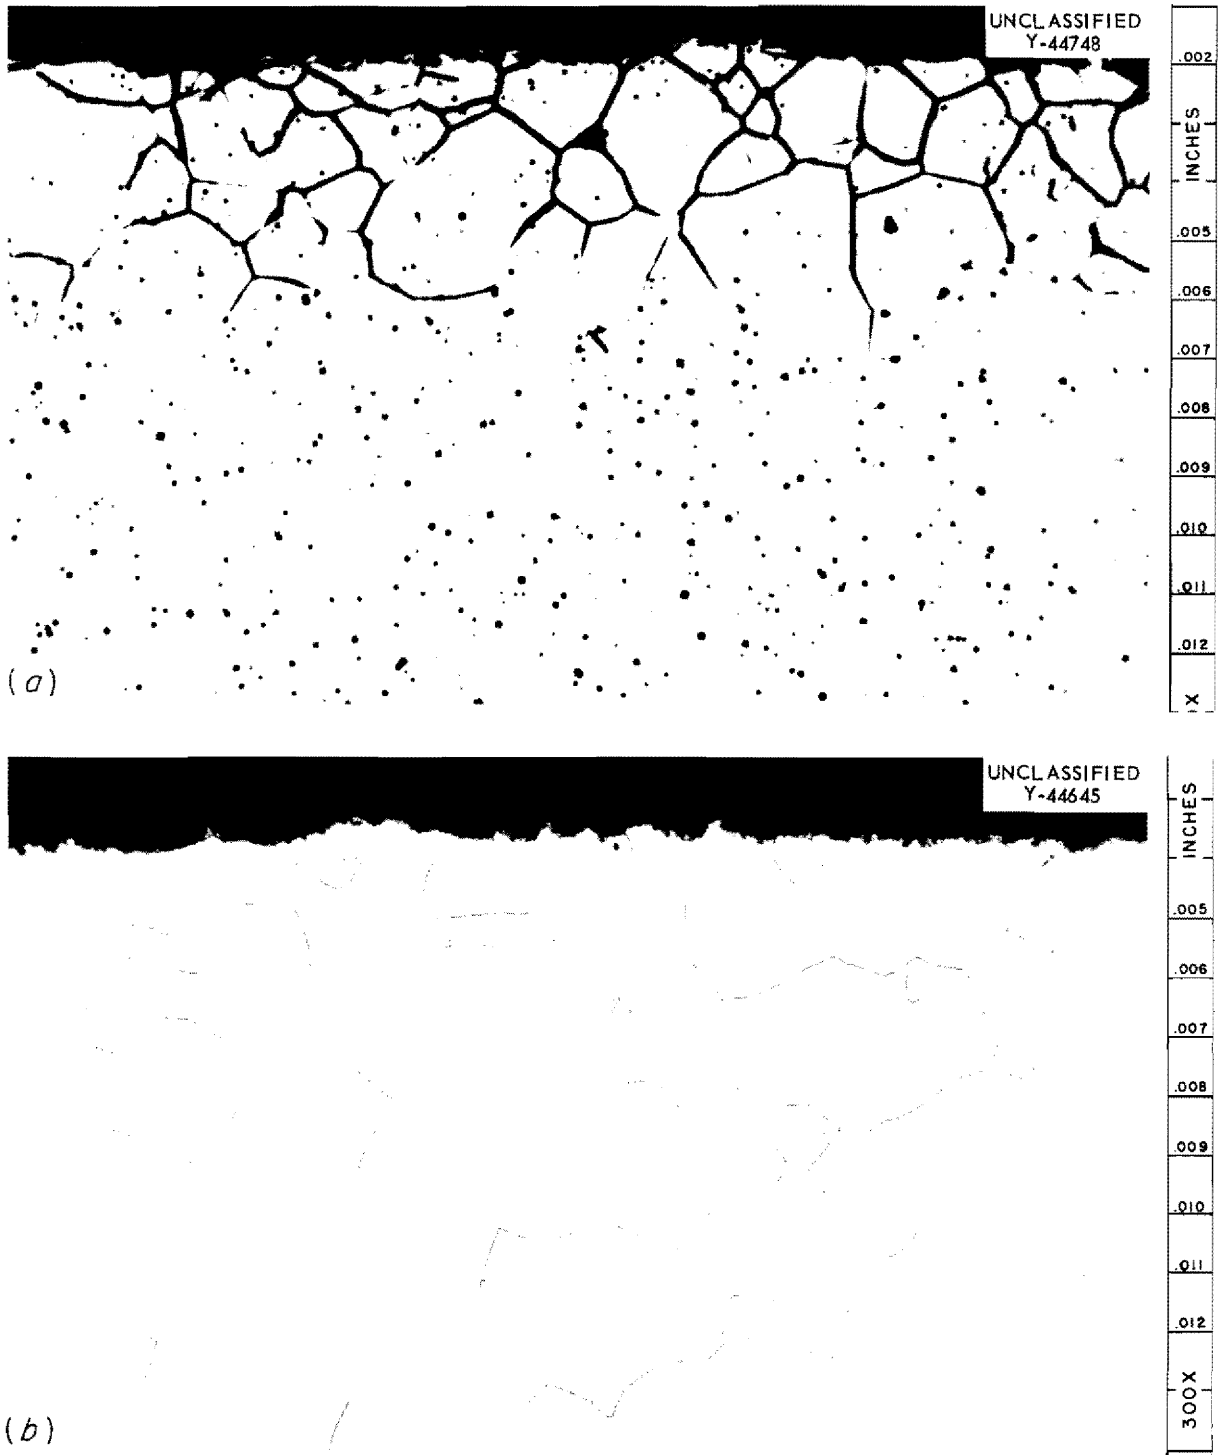 UNCLASSIFIED
Y-44748
.002
INCHES
.005
.006
.007
.008
.009
.010
.011
.012
X
(a)
UNCLASSIFIED
Y-44645
INCHES
.005
.006
.007
.008
.009
.010
.011
.012
300X
(b)